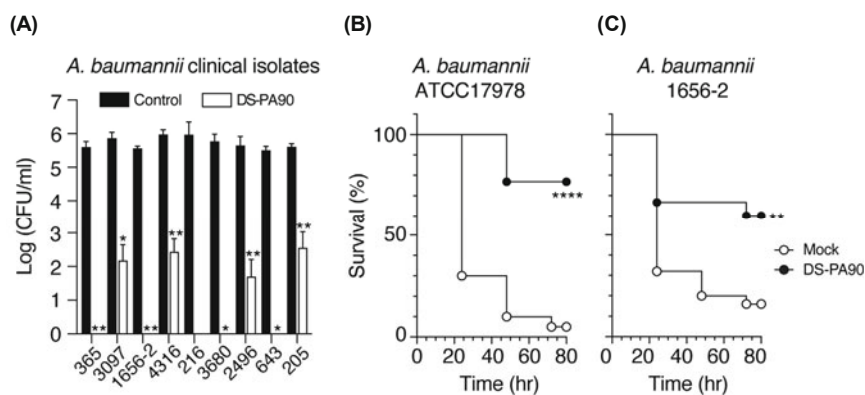 (A)
A. baumannii clinical isolates
Control
DS-PA90
Log (CFU/ml)
7
6
5
4
3
2
1
0
**
*
**
**
*
**
*
**
365
3097
1656-2
4316
216
3680
2496
643
205
(B)
A. baumannii
ATCC17978
Survival (%)
100
50
0
****
0 20 40 60 80
Time (hr)
(C)
A. baumannii
1656-2
**
Mock
DS-PA90
0 20 40 60 80
Time (hr)